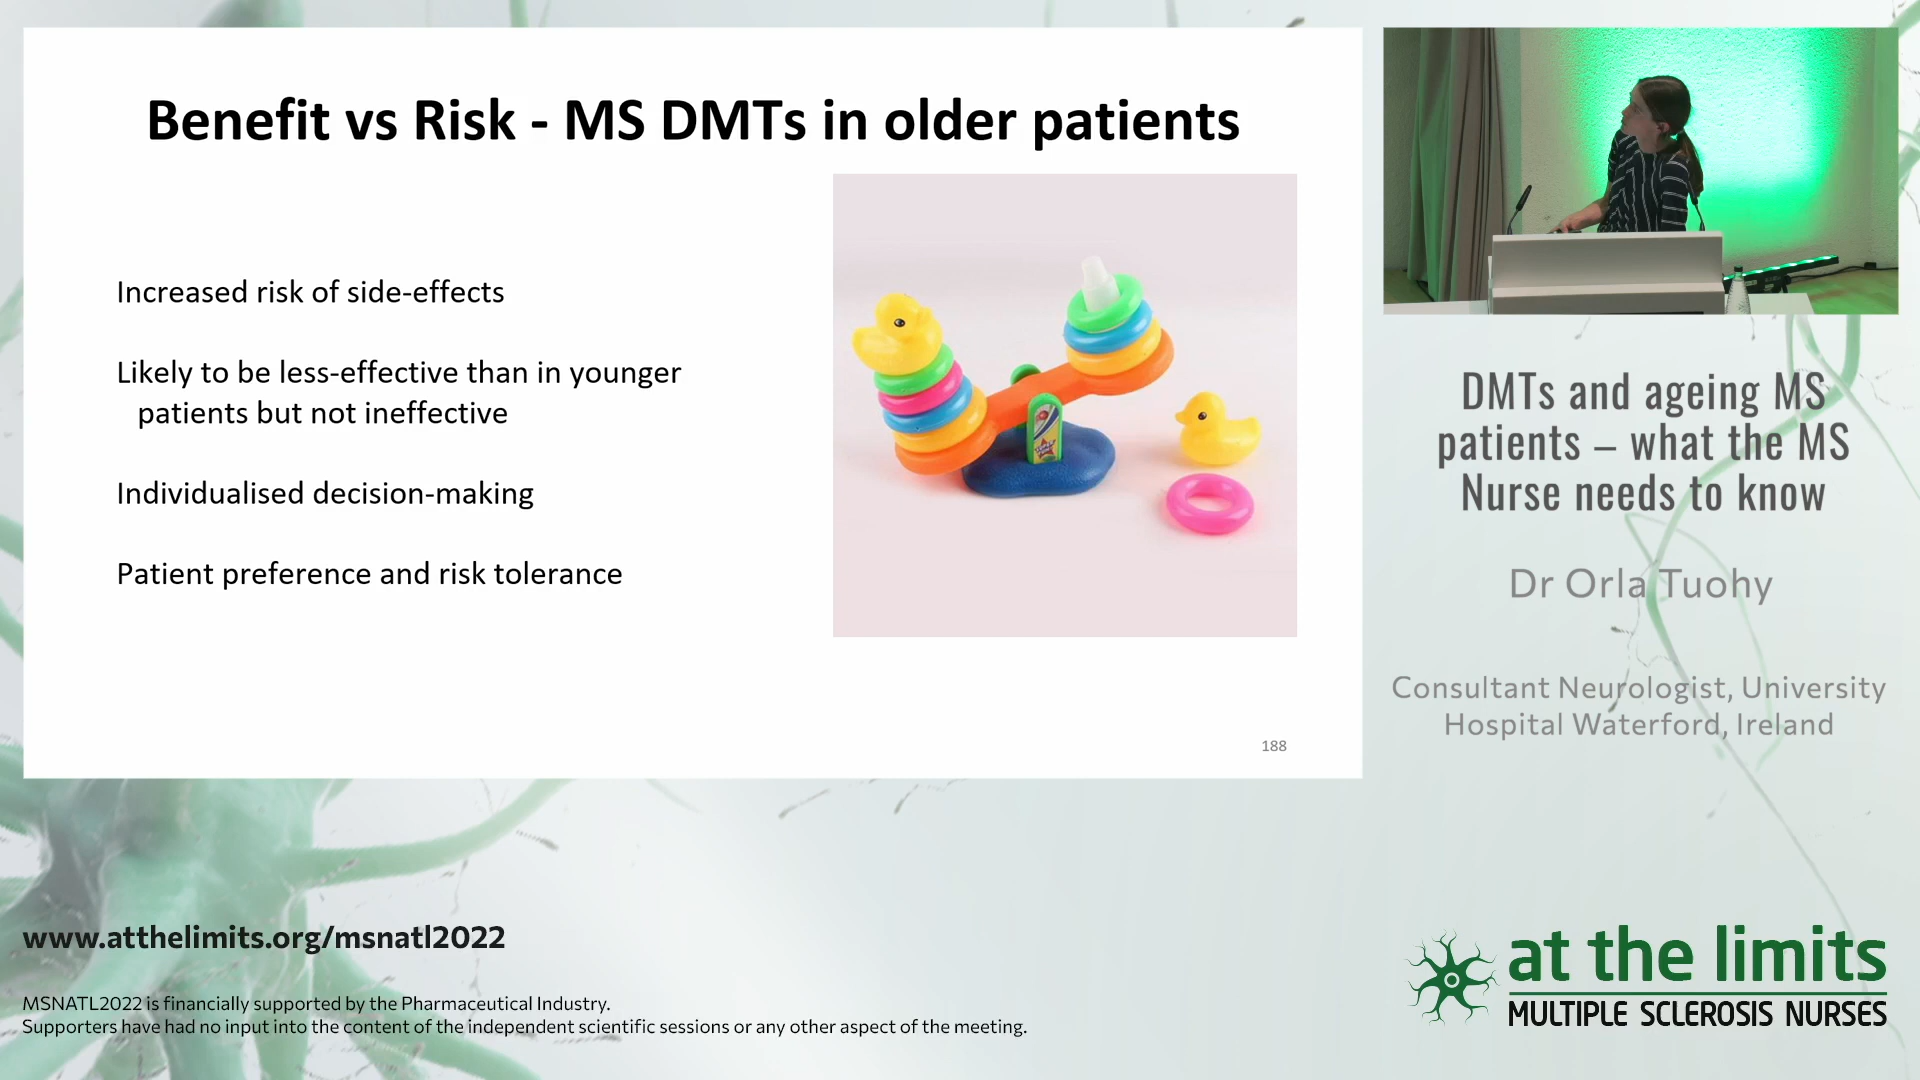 Benefit vs Risk - MS DMTs in older patients
Increased risk of side-effects
Likely to be less-effective than in younger
patients but not ineffective
Individualised decision-making
Patient preference and risk tolerance
188
DMTs and ageing MS
patients – what the MS
Nurse needs to know
Dr Orla Tuohy
Consultant Neurologist, University
Hospital Waterford, Ireland
www.atthelimits.org/msnatl2022
MSNATL2022 is financially supported by the Pharmaceutical Industry.
Supporters have had no input into the content of the independent scientific sessions or any other aspect of the meeting.
at the limits
MULTIPLE SCLEROSIS NURSES